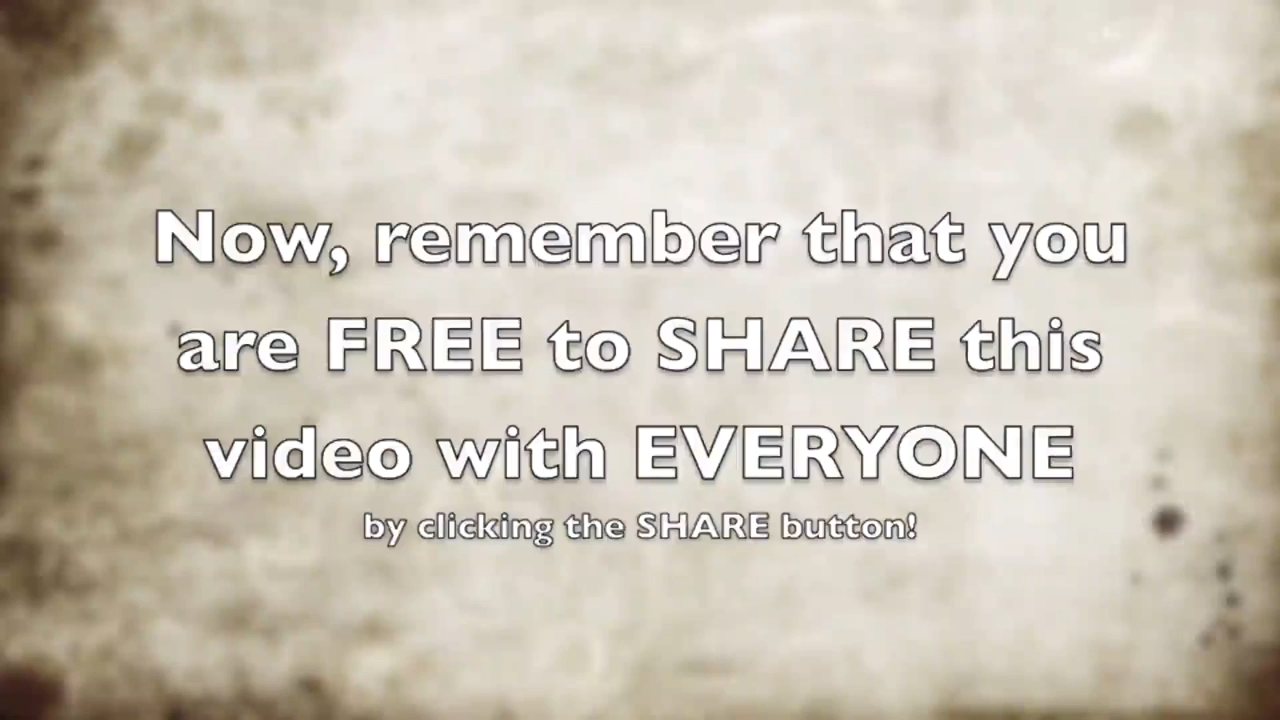 Now, remember that you
are FREE to SHARE this
video with EVERYONE
by clicking the SHARE button!